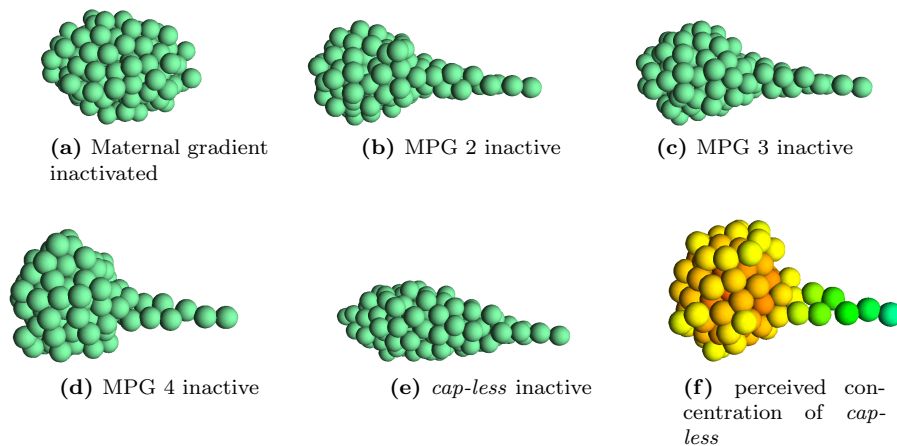 (a) Maternal gradient
inactivated
(b) MPG 2 inactive
(c) MPG 3 inactive
(d) MPG 4 inactive
(e) cap-less inactive
(f) perceived con-
centration of cap-
less